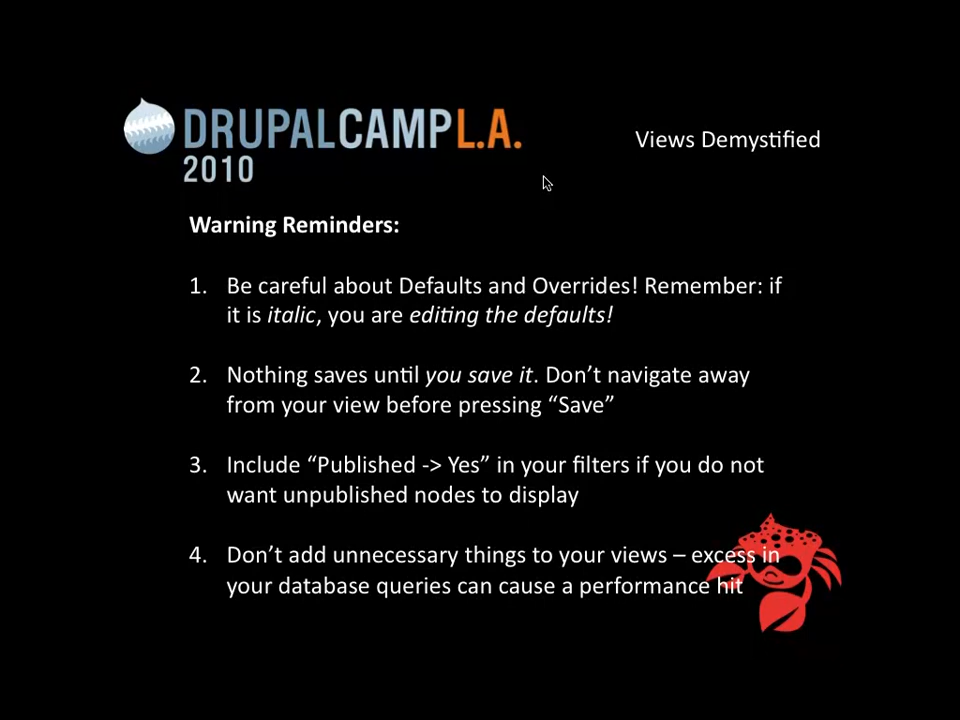 DRUPALCAMP L.A.
2010
Views Demystified
Warning Reminders:
1. Be careful about Defaults and Overrides! Remember: if
it is italic, you are editing the defaults!
2. Nothing saves until you save it. Don’t navigate away
from your view before pressing “Save”
3. Include “Published -> Yes” in your filters if you do not
want unpublished nodes to display
4. Don’t add unnecessary things to your views – excess in
your database queries can cause a performance hit